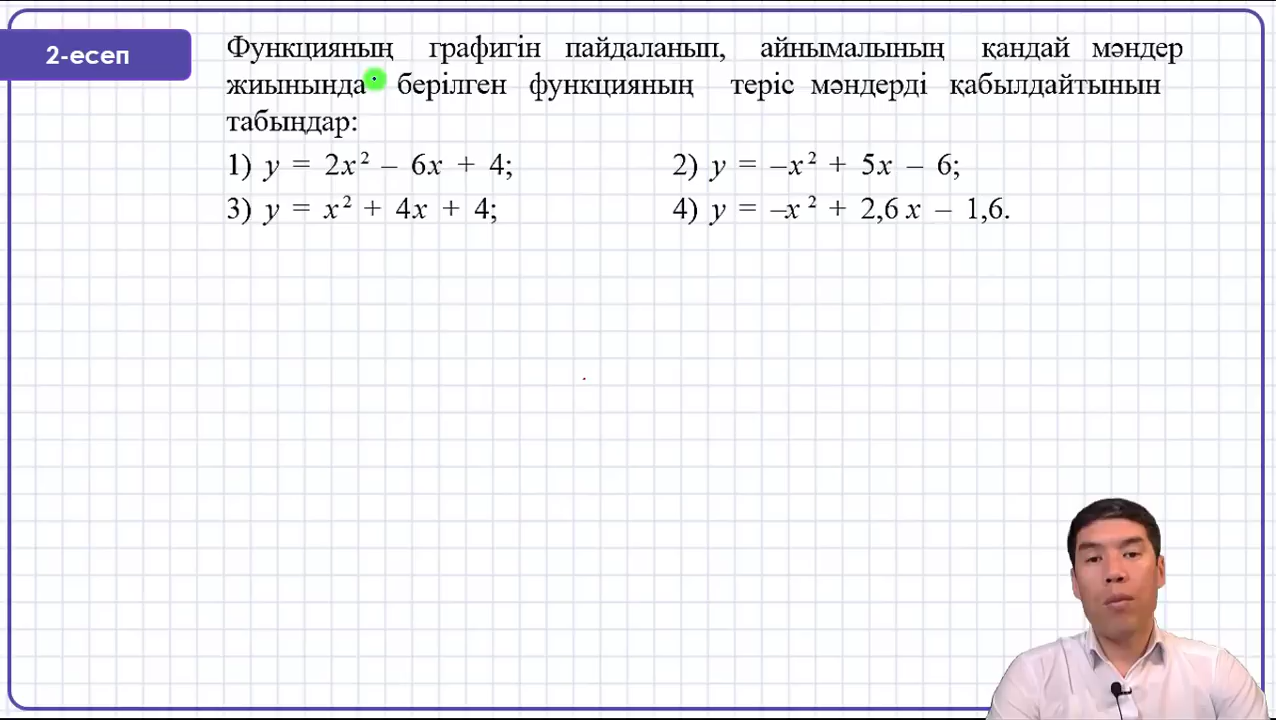 2-есеп
Функцияның графигін пайдаланып, айнымалының қандай мәндер
жиынында берілген функцияның теріс мәндерді қабылдайтынын
табыңдар:
1) y = 2x² – 6x + 4; 2) y = –x² + 5x – 6;
3) y = x² + 4x + 4; 4) y = –x² + 2,6x – 1,6.